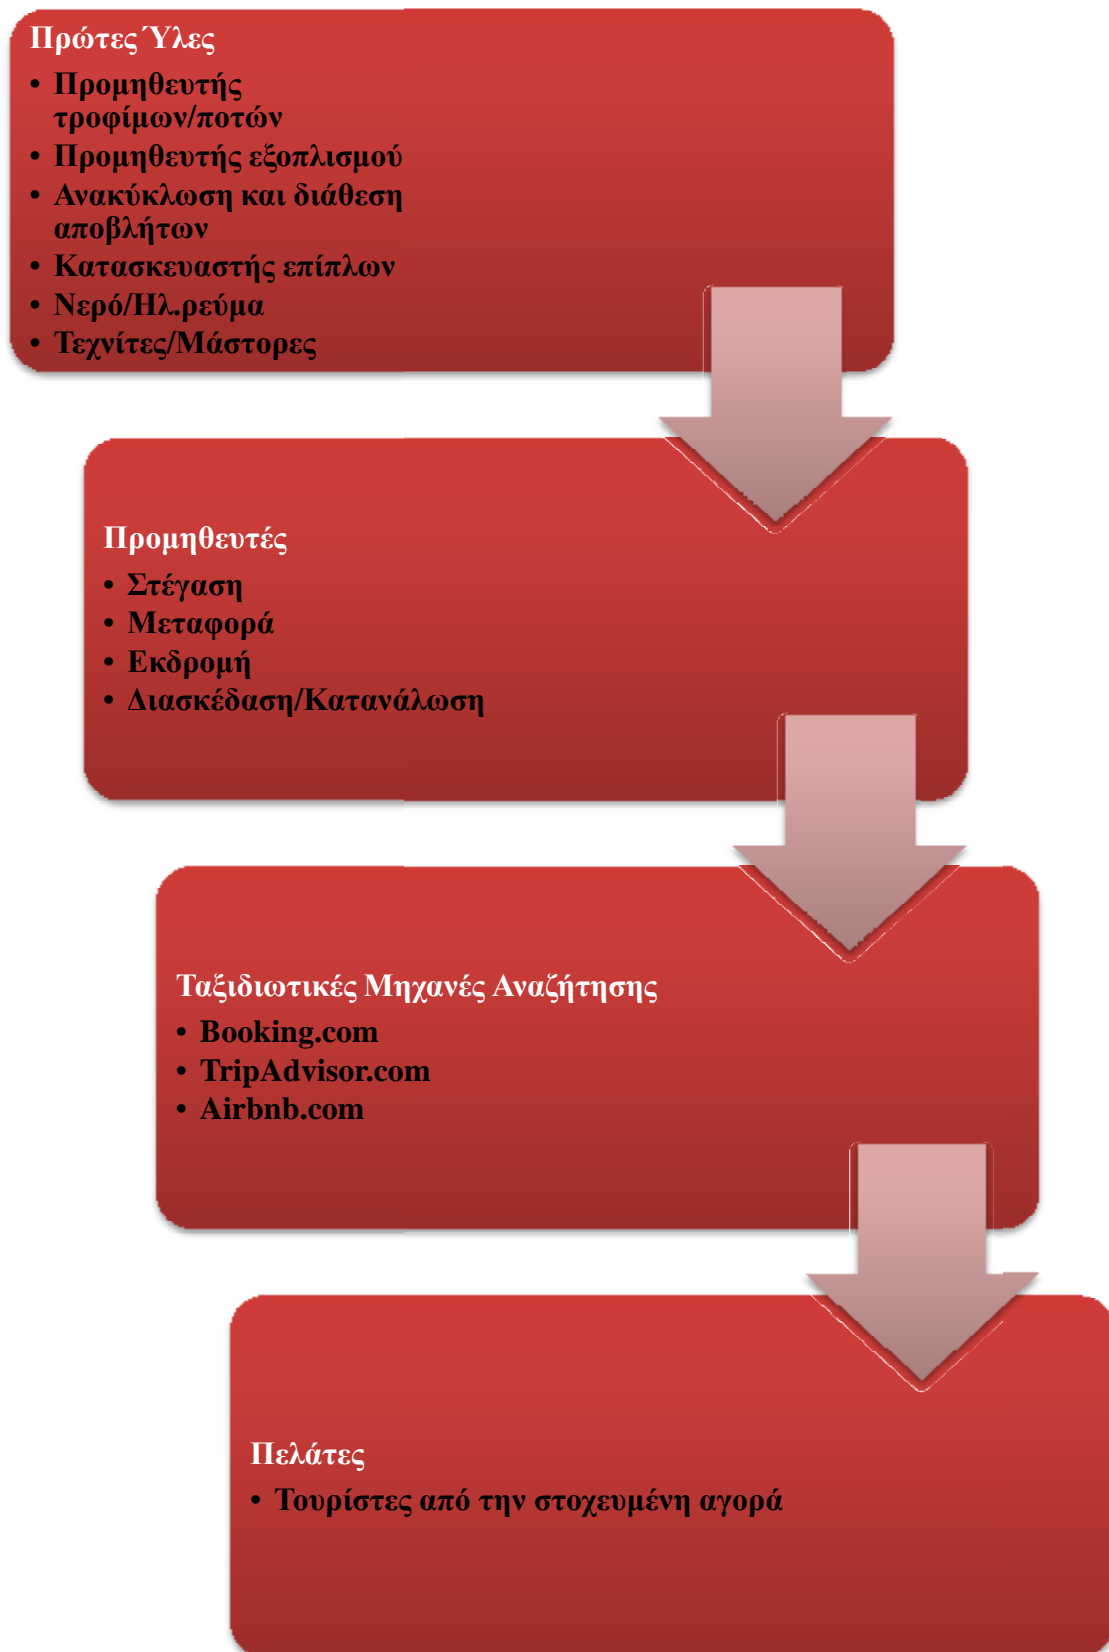 Πρώτες Ύλες
• Προμηθευτής
τροφίμων/ποτών
• Προμηθευτής εξοπλισμού
• Ανακύκλωση και διάθεση
αποβλήτων
• Κατασκευαστής επίπλων
• Νερό/Ηλ.ρεύμα
• Τεχνίτες/Μάστορες
Προμηθευτές
• Στέγαση
• Μεταφορά
• Εκδρομή
• Διασκέδαση/Κατανάλωση
Ταξιδιωτικές Μηχανές Αναζήτησης
• Booking.com
• TripAdvisor.com
• Airbnb.com
Πελάτες
• Τουρίστες από την στοχευμένη αγορά